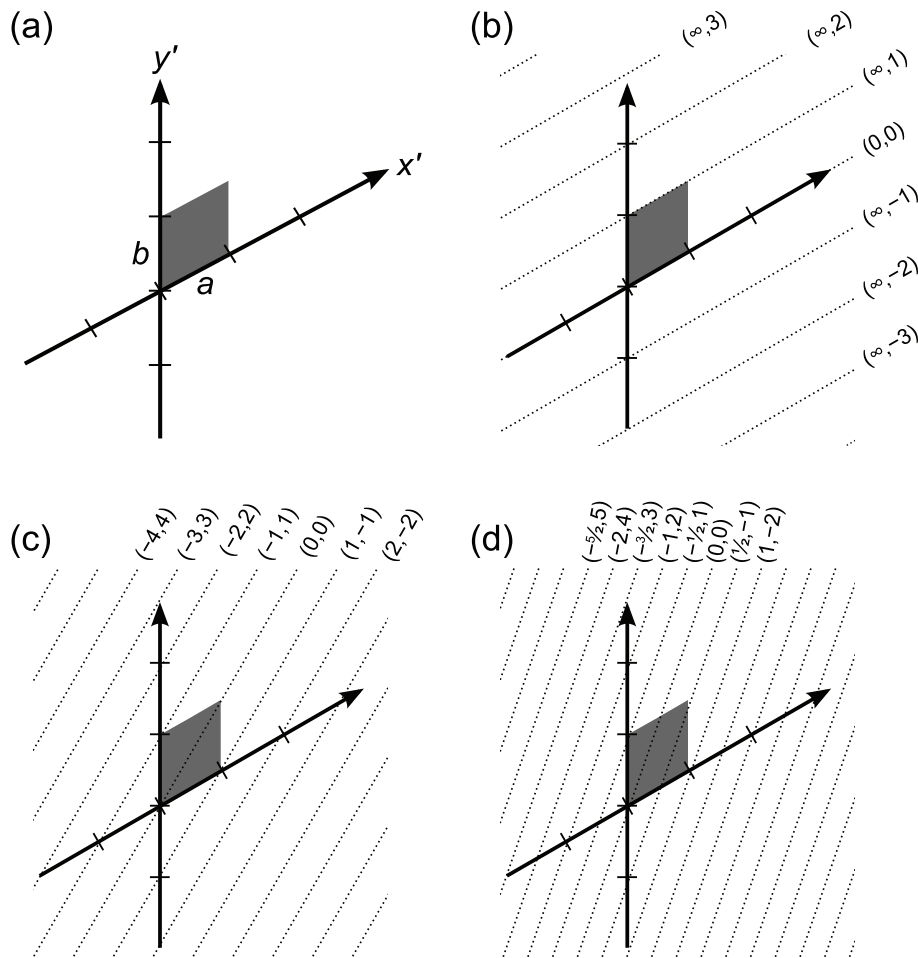 (a)
y'
x'
b
a
(b)
(∞,3)
(∞,2)
(∞,1)
(0,0)
(∞,−1)
(∞,−2)
(∞,−3)
(c)
(−4,4)
(−3,3)
(−2,2)
(−1,1)
(0,0)
(1,−1)
(2,−2)
(d)
(−⁵⁄₂,5)
(−2,4)
(−³⁄₂,3)
(−1,2)
(−½,1)
(0,0)
(½,−1)
(1,−2)